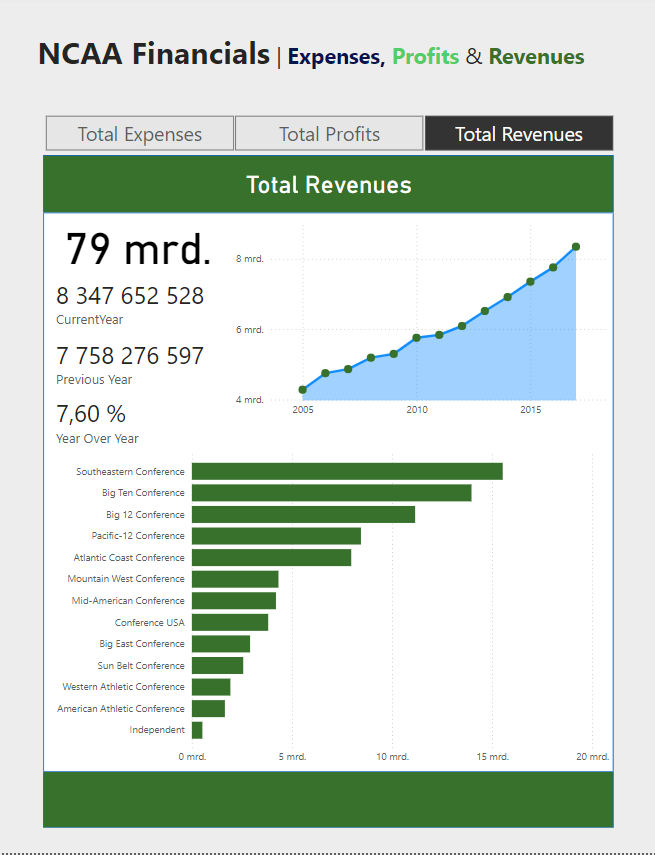 NCAA Financials | Expenses, Profits & Revenues
Total Expenses
Total Profits
Total Revenues
Total Revenues
79 mrd.
8 347 652 528
CurrentYear
7 758 276 597
Previous Year
7,60 %
Year Over Year
8 mrd.
6 mrd.
4 mrd.
2005
2010
2015
Southeastern Conference
Big Ten Conference
Big 12 Conference
Pacific-12 Conference
Atlantic Coast Conference
Mountain West Conference
Mid-American Conference
Conference USA
Big East Conference
Sun Belt Conference
Western Athletic Conference
American Athletic Conference
Independent
0 mrd.
5 mrd.
10 mrd.
15 mrd.
20 mrd.